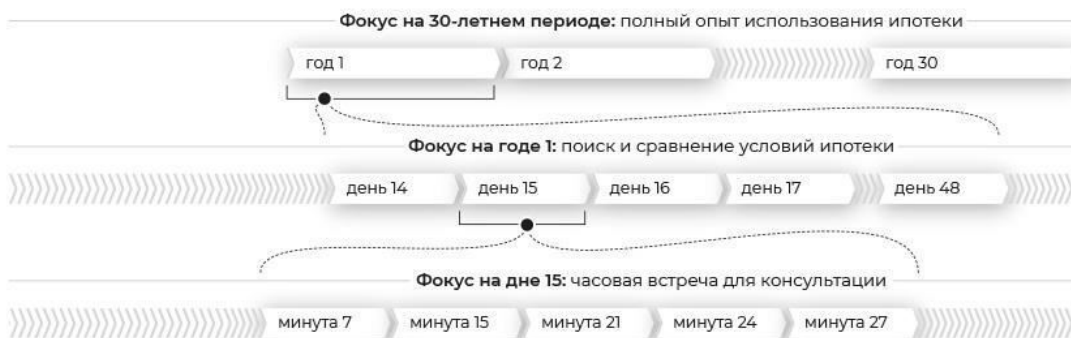 Фокус на 30-летнем периоде: полный опыт использования ипотеки
год 1 год 2 год 30
Фокус на годе 1: поиск и сравнение условий ипотеки
день 14 день 15 день 16 день 17 день 48
Фокус на дне 15: часовая встреча для консультации
минута 7 минута 15 минута 21 минута 24 минута 27